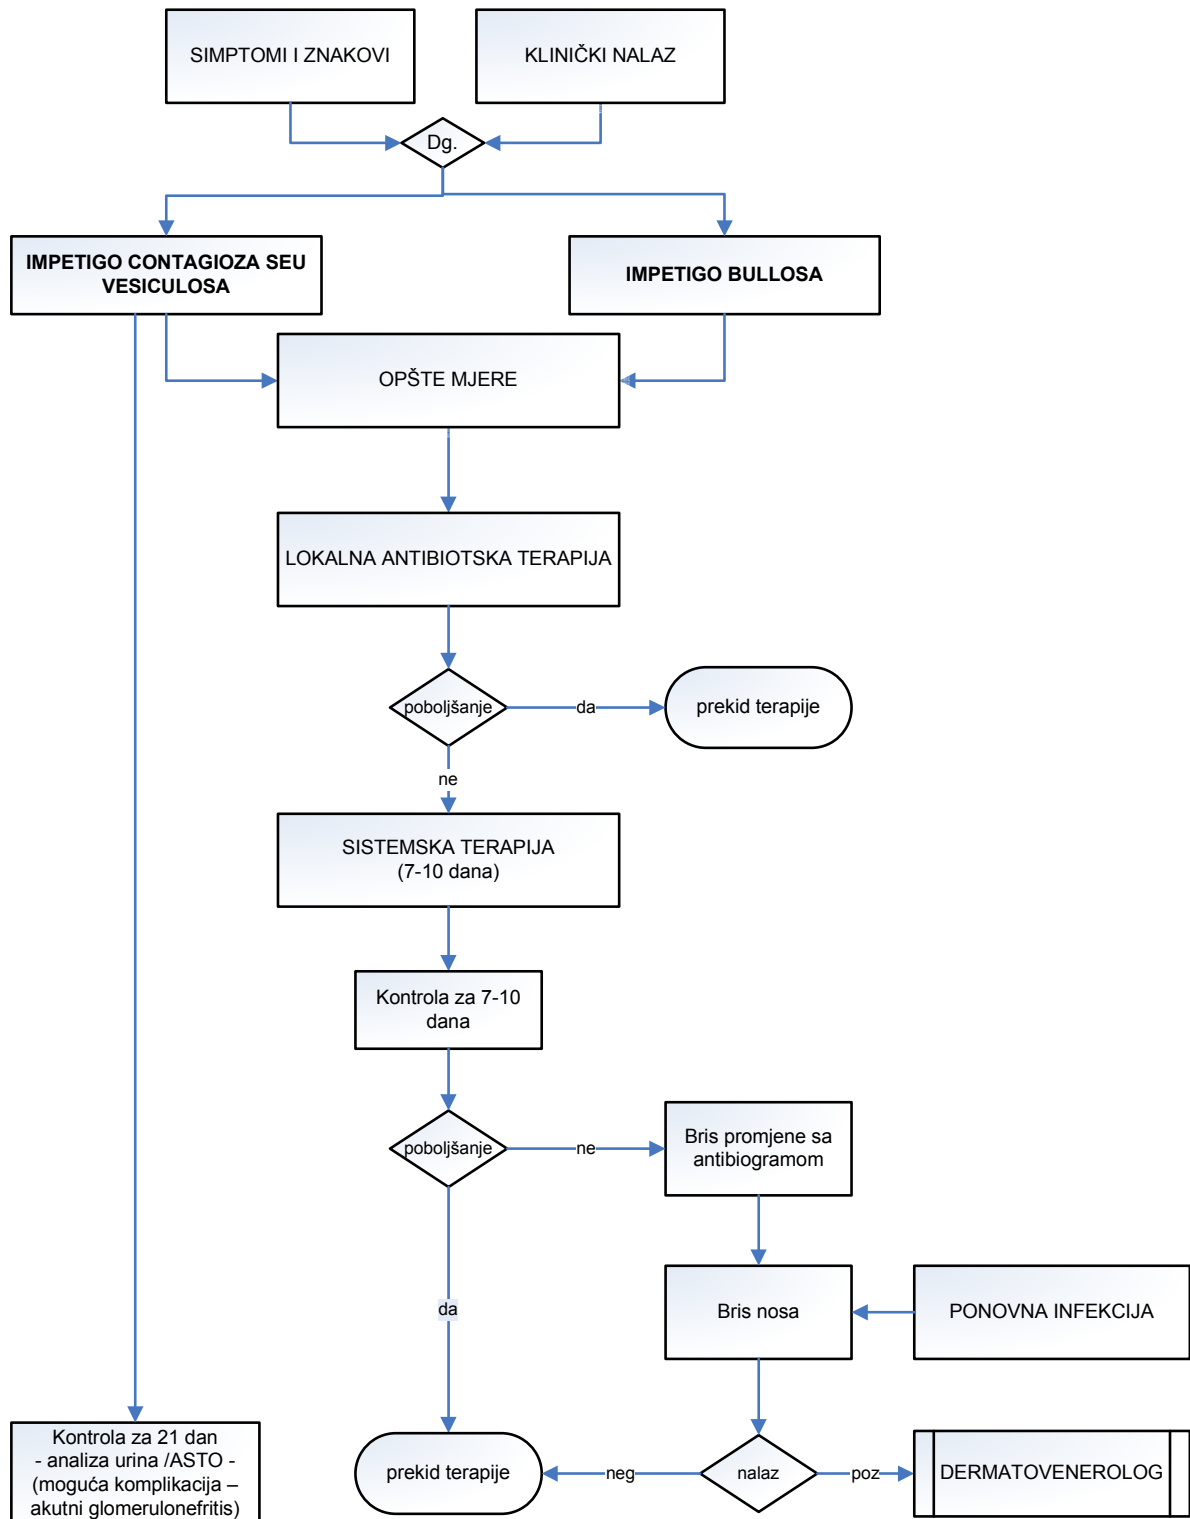 SIMPTOMI I ZNAKOVI
KLINIČKI NALAZ
Dg.
IMPETIGO CONTAGIOZA SEU
VESICULOSA
IMPETIGO BULLOSA
OPŠTE MJERE
LOKALNA ANTIBIOTSKA TERAPIJA
poboljšanje
da
prekid terapije
ne
SISTEMSKA TERAPIJA
(7-10 dana)
Kontrola za 7-10
dana
poboljšanje
ne
Bris promjene sa
antibiogramom
da
Bris nosa
PONOVNA INFEKCIJA
Kontrola za 21 dan
- analiza urina /ASTO -
(moguća komplikacija –
akutni glomerulonefritis)
prekid terapije
neg
nalaz
poz
DERMATOVENEROLOG